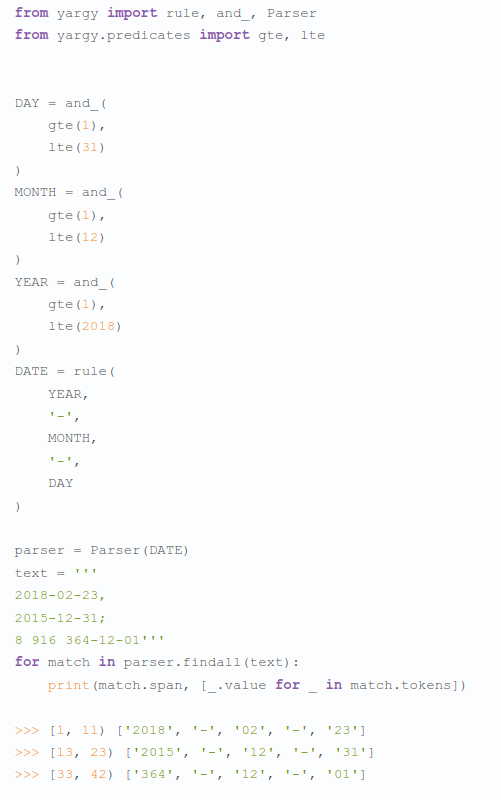 from yargy import rule, and_, Parser
from yargy.predicates import gte, lte


DAY = and_(
    gte(1),
    lte(31)
)
MONTH = and_(
    gte(1),
    lte(12)
)
YEAR = and_(
    gte(1),
    lte(2018)
)
DATE = rule(
    YEAR,
    '-',
    MONTH,
    '-',
    DAY
)

parser = Parser(DATE)
text = '''
2018-02-23,
2015-12-31;
8 916 364-12-01'''
for match in parser.findall(text):
    print(match.span, [_.value for _ in match.tokens])

>>> [1, 11) ['2018', '-', '02', '-', '23']
>>> [13, 23) ['2015', '-', '12', '-', '31']
>>> [33, 42) ['364', '-', '12', '-', '01']